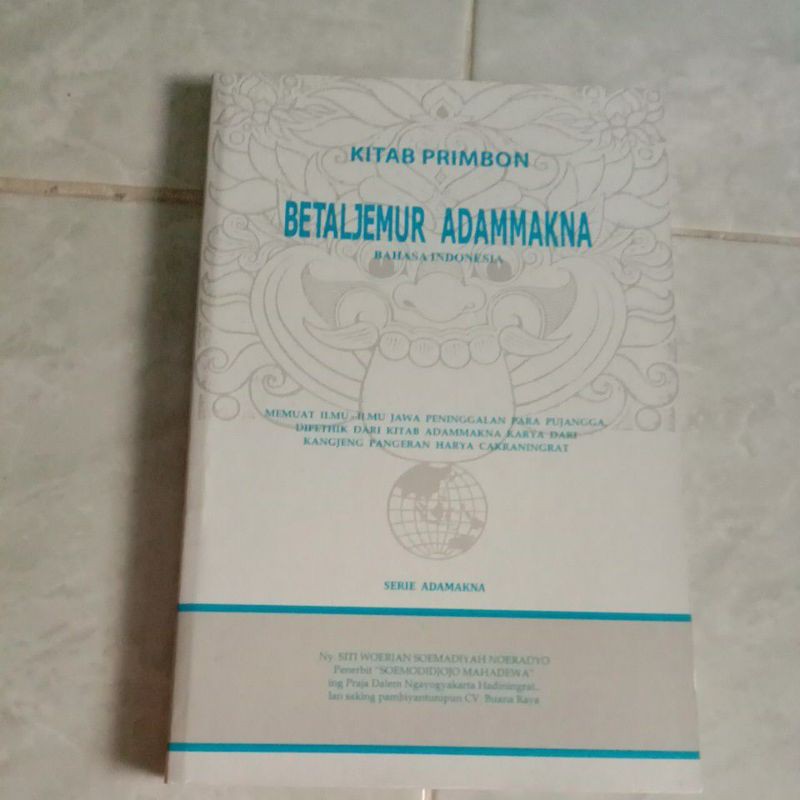 KITAB PRIMBON
BETALJEMUR ADAMMAKNA
BAHASA INDONESIA
MEMUAT ILMU-ILMU JAWA PENINGGALAN PARA PUJANGGA
DIPETHIK DARI KITAB ADAMMAKNA KARYA DARI
KANGJENG PANGERAN HARYA CAKRANINGRAT
SERIE ADAMAKNA
Ny. SITI WOERIAN SOEMADIYAH NOERADYO
Penerbit "SOEMODIDJOJO MAHADEWA"
ing Praja Dalem Ngayogyakarta Hadiningrat.
lan saking pambiyantunipun CV. Buana Raya